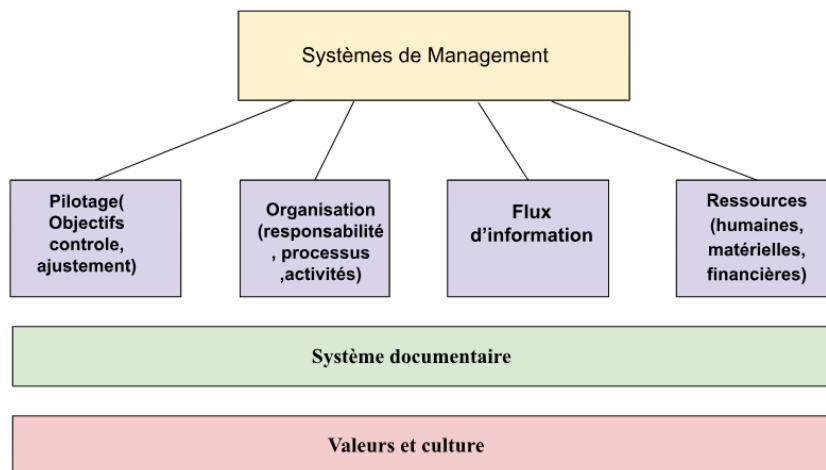 Systèmes de Management
Pilotage(
Objectifs
controle,
ajustement)
Organisation
(responsabilité
, processus
,activités)
Flux
d'information
Ressources
(humaines,
matérielles,
financières)
Système documentaire
Valeurs et culture